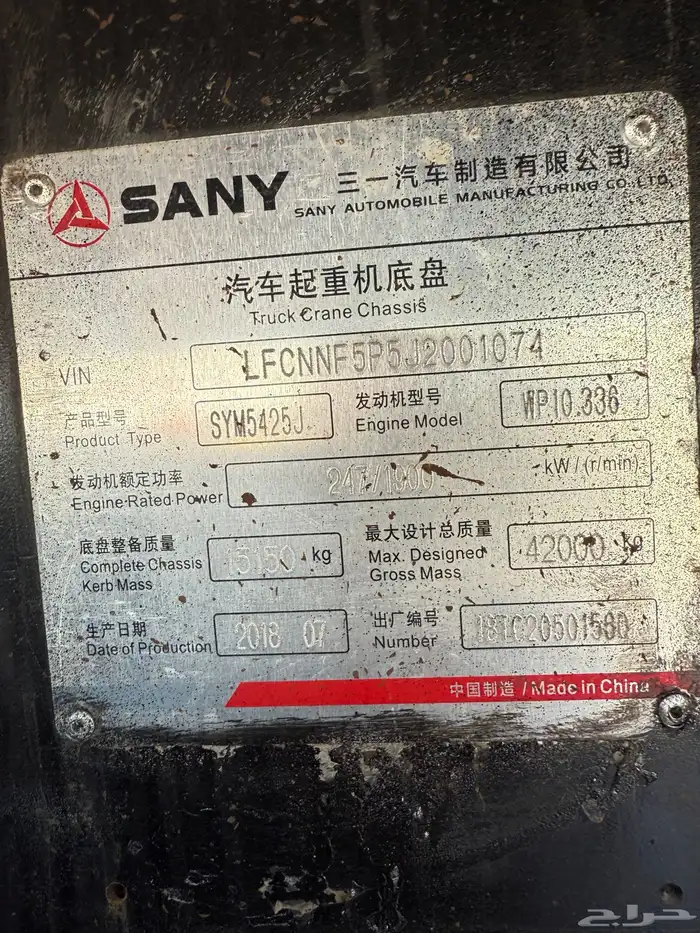 SANY 三一汽车制造有限公司
SANY AUTOMOBILE MANUFACTURING CO.,LTD.
汽车起重机底盘
Truck Crane Chassis
VIN LFCNNF5P5J2001074
产品型号 SYM5425J 发动机型号 WP10.336
Product Type Engine Model
发动机额定功率 247/1900 kW/(r/min)
Engine Rated Power
底盘整备质量 15150 kg 最大设计总质量 42000 kg
Complete Chassis Max. Designed
Kerb Mass Gross Mass
生产日期 2018 07 出厂编号
Date of Production Number
中国制造 / Made in China
حراج